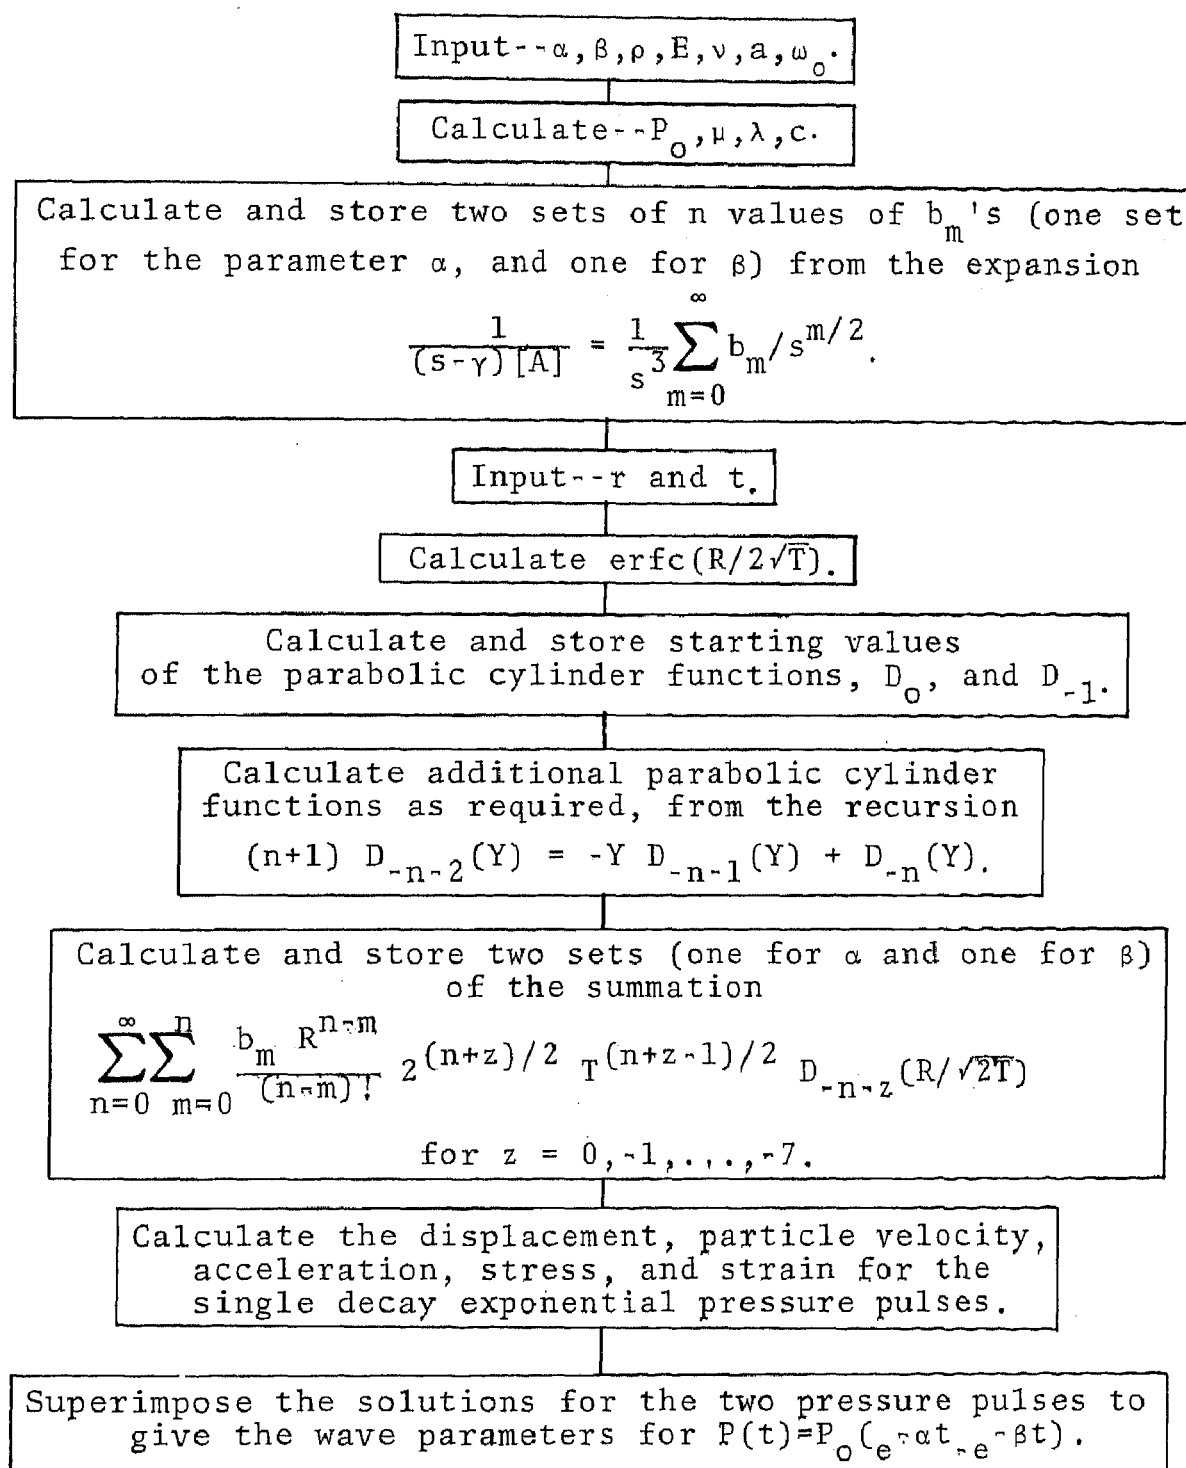 Input--α,β,ρ,E,ν,a,ω_o.
Calculate--P_o,μ,λ,c.
Calculate and store two sets of n values of b_m's (one set
for the parameter α, and one for β) from the expansion
1/((s-γ)[A]) = 1/s^3 ∑_{m=0}^{∞} b_m/s^{m/2}.
Input--r and t.
Calculate erfc(R/2√T).
Calculate and store starting values
of the parabolic cylinder functions, D_o, and D_{-1}.
Calculate additional parabolic cylinder
functions as required, from the recursion
(n+1) D_{-n-2}(Y) = -Y D_{-n-1}(Y) + D_{-n}(Y).
Calculate and store two sets (one for α and one for β)
of the summation
∑_{n=0}^{∞} ∑_{m=0}^{n} (b_m R^{n-m})/(n-m)! 2^{(n+z)/2} T^{(n+z-1)/2} D_{-n-z}(R/√2T)
for z = 0,-1,...,-7.
Calculate the displacement, particle velocity,
acceleration, stress, and strain for the
single decay exponential pressure pulses.
Superimpose the solutions for the two pressure pulses to
give the wave parameters for P(t)=P_o(e^{-αt}-e^{-βt}).